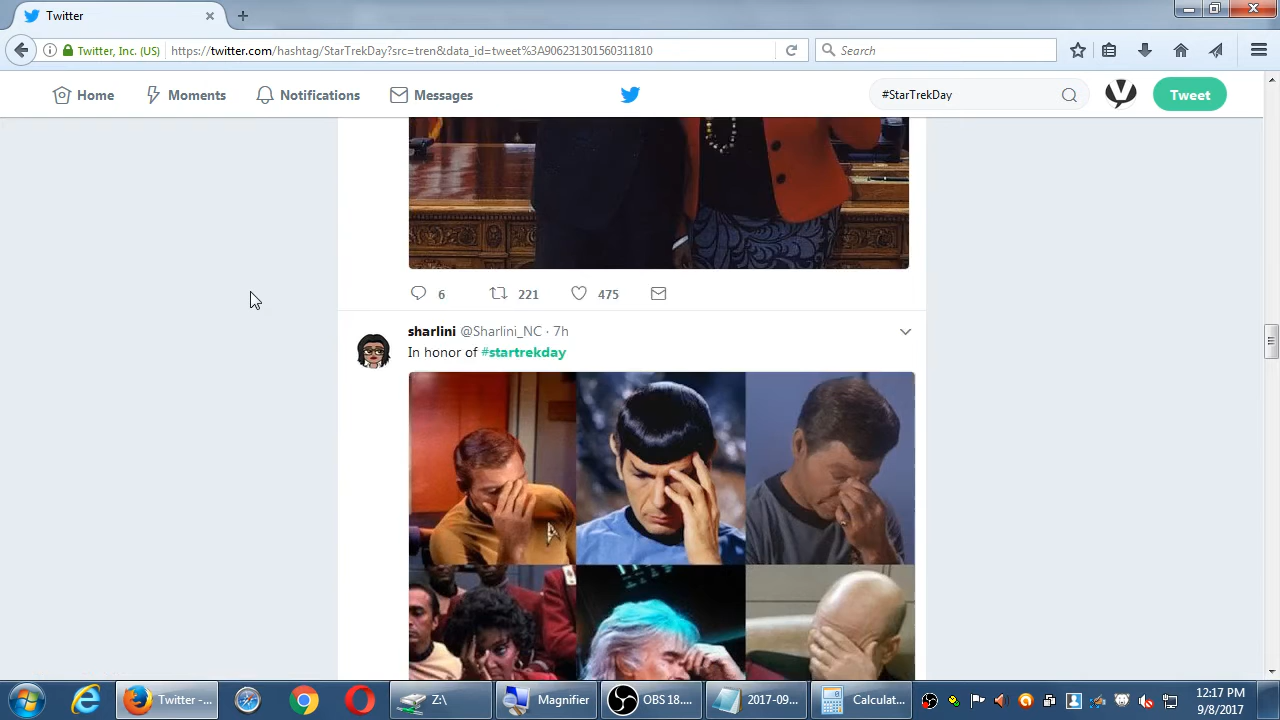 Twitter
Twitter, Inc. (US)
https://twitter.com/hashtag/StarTrekDay?src=tren&data_id=tweet%3A906231301560311810
Search
Home
Moments
Notifications
Messages
#StarTrekDay
Tweet
6
221
475
sharlini @Sharlini_NC · 7h
In honor of #startrekday
Twitter -...
Z:\
Magnifier
OBS 18....
2017-09...
Calculat...
12:17 PM
9/8/2017